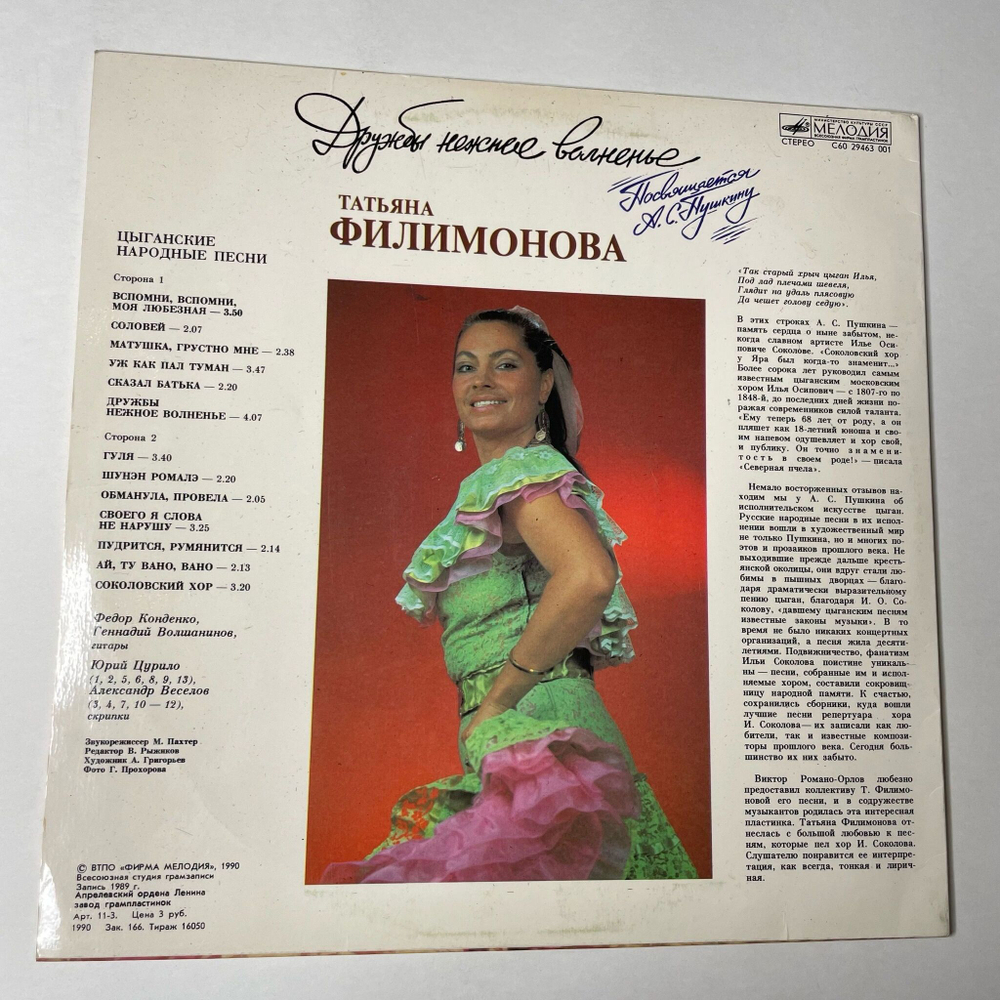 Дружбы нежное волненье
Посвящается
А. С. Пушкину
МИНИСТЕРСТВО КУЛЬТУРЫ СССР
МЕЛОДИЯ
ВСЕСОЮЗНАЯ ФИРМА ГРАМПЛАСТИНОК
СТЕРЕО С60 29463 001
ТАТЬЯНА
ФИЛИМОНОВА
ЦЫГАНСКИЕ
НАРОДНЫЕ ПЕСНИ
Сторона 1
ВСПОМНИ, ВСПОМНИ,
МОЯ ЛЮБЕЗНАЯ — 3.50
СОЛОВЕЙ — 2.07
МАТУШКА, ГРУСТНО МНЕ — 2.38
УЖ КАК ПАЛ ТУМАН — 3.47
СКАЗАЛ БАТЬКА — 2.20
ДРУЖБЫ
НЕЖНОЕ ВОЛНЕНЬЕ — 4.07
Сторона 2
ГУЛЯ — 3.40
ШУНЭН РОМАЛЭ — 2.20
ОБМАНУЛА, ПРОВЕЛА — 2.05
СВОЕГО Я СЛОВА
НЕ НАРУШУ — 3.25
ПУДРИТСЯ, РУМЯНИТСЯ — 2.14
АЙ, ТУ ВАНО, ВАНО — 2.13
СОКОЛОВСКИЙ ХОР — 3.20
Федор Конденко,
Геннадий Волшанинов,
гитары
Юрий Цурило
(1, 2, 5, 6, 8, 9, 13),
Александр Веселов
(3, 4, 7, 10 — 12),
скрипки
Звукорежиссер М. Пахтер
Редактор В. Рыжиков
Художник А. Григорьев
Фото Г. Прохорова
© ВТПО «ФИРМА МЕЛОДИЯ», 1990
Всесоюзная студия грамзаписи
Запись 1989 г.
Апрелевский ордена Ленина
завод грампластинок
Арт. 11-3. Цена 3 руб.
1990 Зак. 166. Тираж 16050
«Так старый хрыч цыган Илья,
Под лад плечами шевеля,
Глядит на удаль плясовую
Да чешет голову седую».
В этих строках А. С. Пушкина —
память сердца о ныне забытом, не-
когда славном артисте Илье Оси-
повиче Соколове. «Соколовский хор
у Яра был когда-то знаменит...»
Более сорока лет руководил самым
известным цыганским московским
хором Илья Осипович — с 1807-го по
1848-й, до последних дней жизни по-
ражая современников силой таланта.
«Ему теперь 68 лет от роду, а он
пляшет как 18-летний юноша и сво-
им напевом одушевляет и хор свой,
и публику. Он точно знамени-
тость в своем роде!» — писала
«Северная пчела».
Немало восторженных отзывов на-
ходим мы у А. С. Пушкина об
исполнительском искусстве цыган.
Русские народные песни в их испол-
нении вошли в художественный мир
не только Пушкина, но и многих по-
этов и прозаиков прошлого века. Не
выходившие прежде дальше кресть-
янской околицы, они вдруг стали лю-
бимы в пышных дворцах — благо-
даря драматически выразительному
пению цыган, благодаря И. О. Со-
колову, «давшему цыганским песням
известные законы музыки». В то
время не было никаких концертных
организаций, а песня жила десяти-
летиями. Подвижничество, фанатизм
Ильи Соколова поистине уникаль-
ны — песни, собранные им и испол-
няемые хором, составили сокровищ-
ницу народной памяти. К счастью,
сохранились сборники, куда вошли
лучшие песни репертуара хора
И. Соколова — их записали как лю-
бители, так и известные компози-
торы прошлого века. Сегодня боль-
шинство их них забыто.
Виктор Романо-Орлов любезно
предоставил коллективу Т. Филимо-
новой его песни, и в содружестве
музыкантов родилась эта интересная
пластинка. Татьяна Филимонова от-
неслась с большой любовью к пес-
ням, которые пел хор И. Соколова.
Слушателю понравится ее интерпре-
тация, как всегда, тонкая и лирич-
ная.